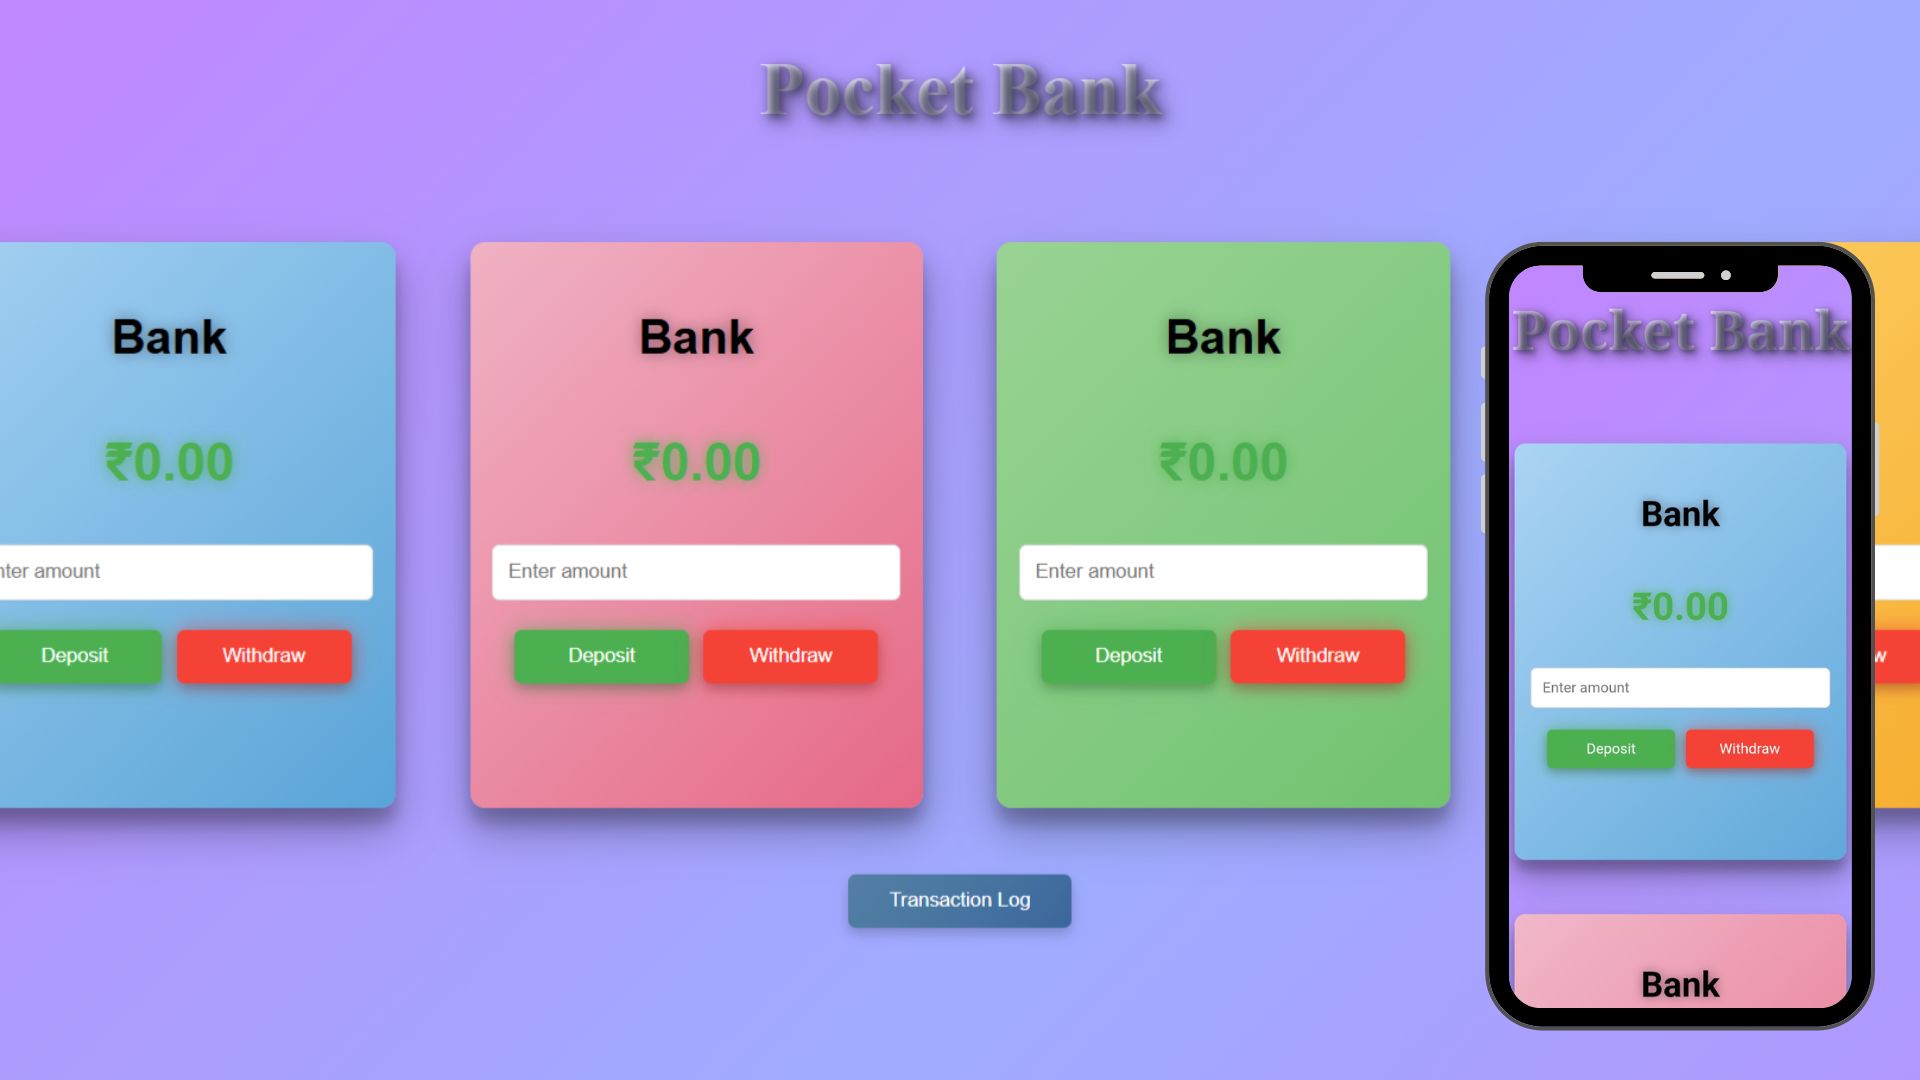 Pocket Bank
Bank
₹0.00
nter amount
Deposit
Withdraw
Bank
₹0.00
Enter amount
Deposit
Withdraw
Bank
₹0.00
Enter amount
Deposit
Withdraw
w
Transaction Log
Pocket Bank
Bank
₹0.00
Enter amount
Deposit
Withdraw
Bank